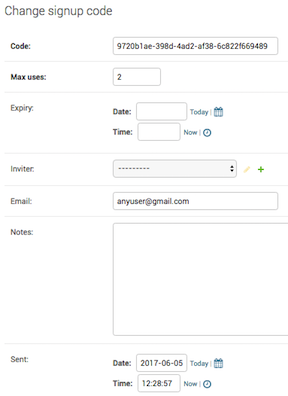 Change signup code
Code: 9720b1ae-398d-4ad2-af38-6c822f669489
Max uses: 2
Expiry: Date: Today |
Time: Now |
Inviter: ---------
Email: anyuser@gmail.com
Notes:
Sent: Date: 2017-06-05 Today |
Time: 12:28:57 Now |